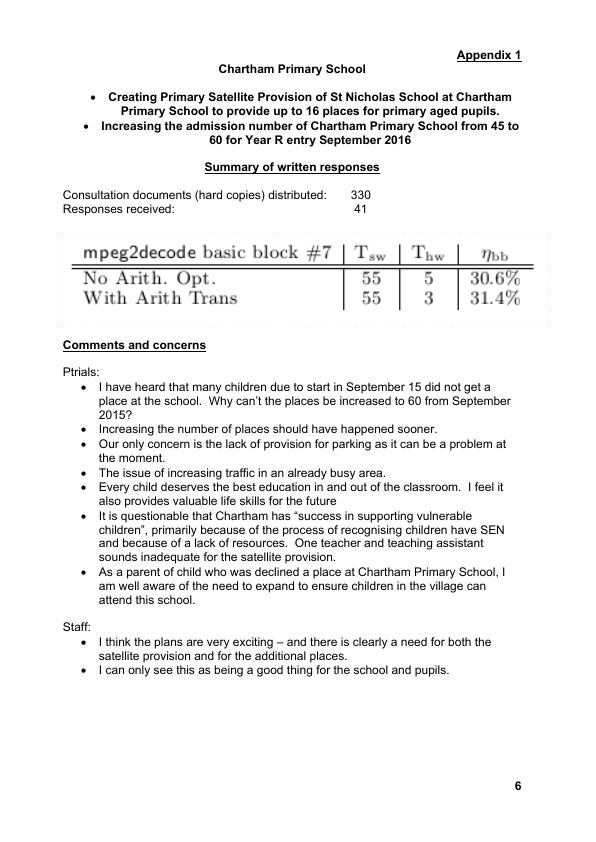 Appendix 1
Chartham Primary School
• Creating Primary Satellite Provision of St Nicholas School at Chartham
Primary School to provide up to 16 places for primary aged pupils.
• Increasing the admission number of Chartham Primary School from 45 to
60 for Year R entry September 2016
Summary of written responses
Consultation documents (hard copies) distributed: 330
Responses received: 41
mpeg2decode basic block #7 | Tsw | Thw | ηbb
No Arith. Opt. | 55 | 5 | 30.6%
With Arith Trans | 55 | 3 | 31.4%
Comments and concerns
Ptrials:
• I have heard that many children due to start in September 15 did not get a
place at the school. Why can't the places be increased to 60 from September
2015?
• Increasing the number of places should have happened sooner.
• Our only concern is the lack of provision for parking as it can be a problem at
the moment.
• The issue of increasing traffic in an already busy area.
• Every child deserves the best education in and out of the classroom. I feel it
also provides valuable life skills for the future
• It is questionable that Chartham has “success in supporting vulnerable
children”, primarily because of the process of recognising children have SEN
and because of a lack of resources. One teacher and teaching assistant
sounds inadequate for the satellite provision.
• As a parent of child who was declined a place at Chartham Primary School, I
am well aware of the need to expand to ensure children in the village can
attend this school.
Staff:
• I think the plans are very exciting – and there is clearly a need for both the
satellite provision and for the additional places.
• I can only see this as being a good thing for the school and pupils.
6